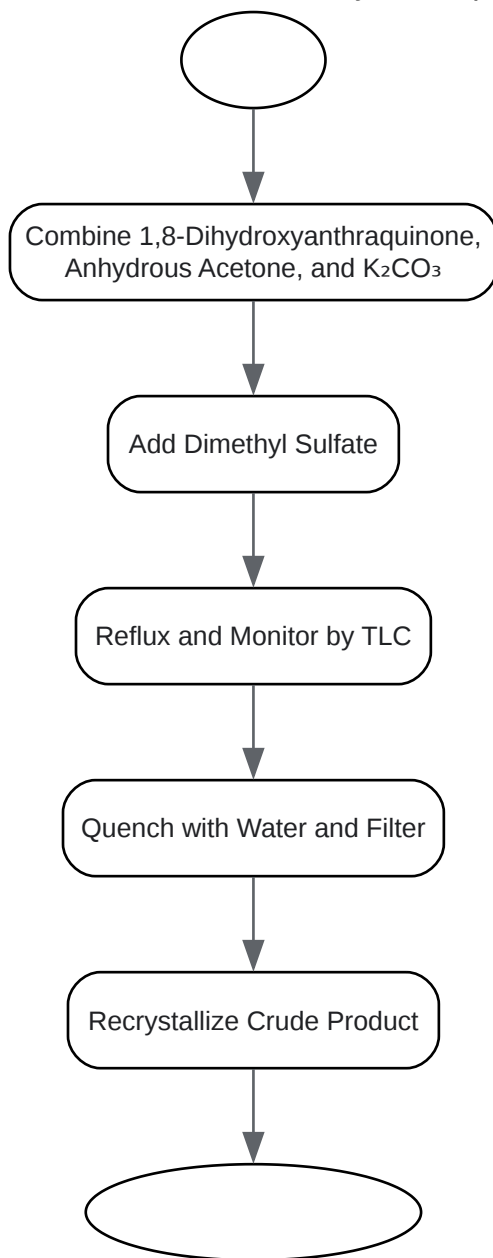 Combine 1,8-Dihydroxyanthraquinone,
Anhydrous Acetone, and K₂CO₃
Add Dimethyl Sulfate
Reflux and Monitor by TLC
Quench with Water and Filter
Recrystallize Crude Product